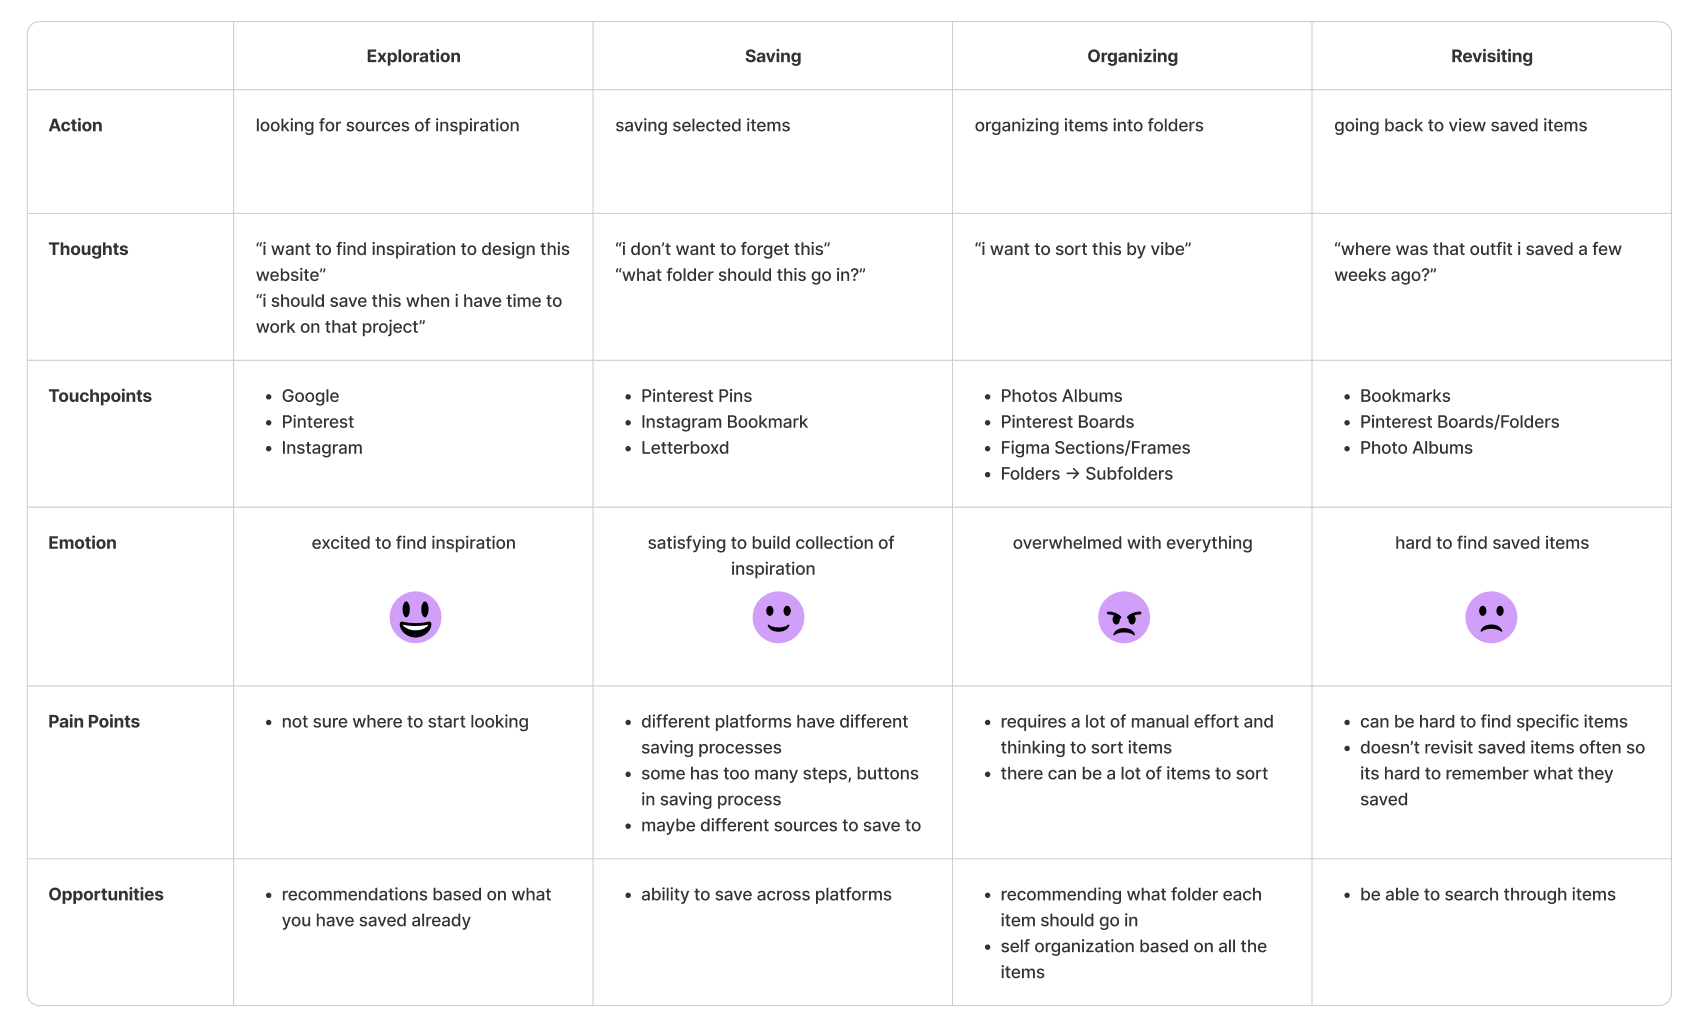 Exploration
Saving
Organizing
Revisiting
Action
looking for sources of inspiration
saving selected items
organizing items into folders
going back to view saved items
Thoughts
“i want to find inspiration to design this
website”
“i should save this when i have time to
work on that project”
“i don’t want to forget this”
“what folder should this go in?”
“i want to sort this by vibe”
“where was that outfit i saved a few
weeks ago?”
Touchpoints
• Google
• Pinterest
• Instagram
• Pinterest Pins
• Instagram Bookmark
• Letterboxd
• Photos Albums
• Pinterest Boards
• Figma Sections/Frames
• Folders → Subfolders
• Bookmarks
• Pinterest Boards/Folders
• Photo Albums
Emotion
excited to find inspiration
satisfying to build collection of
inspiration
overwhelmed with everything
hard to find saved items
Pain Points
• not sure where to start looking
• different platforms have different
saving processes
• some has too many steps, buttons
in saving process
• maybe different sources to save to
• requires a lot of manual effort and
thinking to sort items
• there can be a lot of items to sort
• can be hard to find specific items
• doesn’t revisit saved items often so
its hard to remember what they
saved
Opportunities
• recommendations based on what
you have saved already
• ability to save across platforms
• recommending what folder each
item should go in
• self organization based on all the
items
• be able to search through items